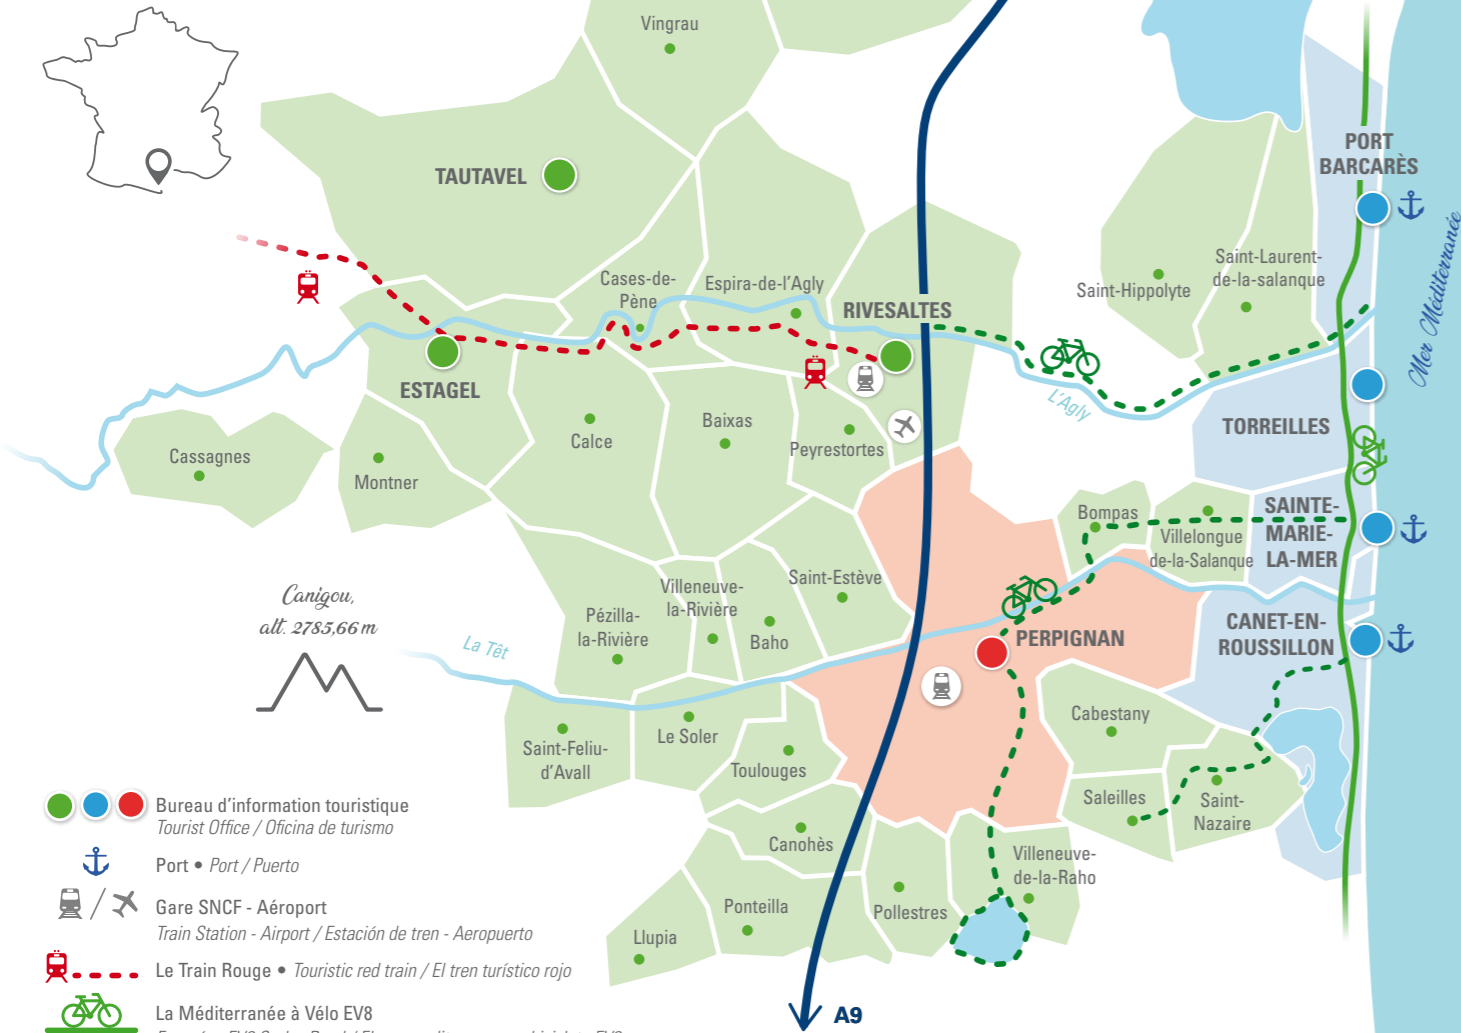 Vingrau
PORT
BARCARÈS
TAUTAVEL
Mer Méditerranée
Saint-Laurent-
de-la-salanque
Saint-Hippolyte
Cases-de-
Pène
Espira-de-l'Agly
RIVESALTES
ESTAGEL
L'Agly
TORREILLES
Cassagnes
Montner
Calce
Baixas
Peyrestortes
Bompas
Villelongue
de-la-Salanque
SAINTE-
MARIE-
LA-MER
Canigou,
alt. 2785,66 m
Pézilla-
la-Rivière
Villeneuve-
la-Rivière
Baho
Saint-Estève
La Têt
PERPIGNAN
CANET-EN-
ROUSSILLON
Saint-Feliu-
d'Avall
Le Soler
Toulouges
Cabestany
Saleilles
Saint-
Nazaire
Canohès
Villeneuve-
de-la-Raho
Ponteilla
Pollestres
Llupia
A9
Bureau d'information touristique
Tourist Office / Oficina de turismo
Port • Port / Puerto
Gare SNCF - Aéroport
Train Station - Airport / Estación de tren - Aeropuerto
Le Train Rouge • Touristic red train / El tren turístico rojo
La Méditerranée à Vélo EV8